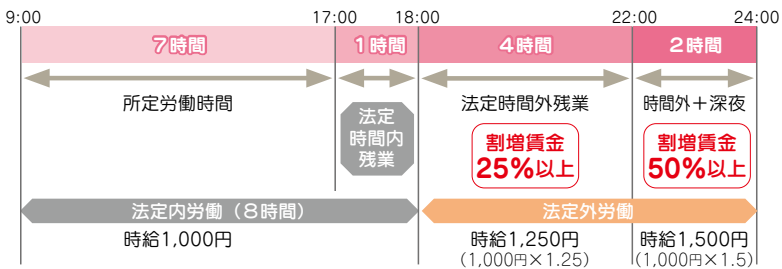 9:00 17:00 18:00 22:00 24:00
7時間 1時間 4時間 2時間
所定労働時間 法定時間外残業 時間外＋深夜
法定
時間内
残業
割増賃金
25%以上
割増賃金
50%以上
法定内労働（8時間） 法定外労働
時給1,000円 時給1,250円 時給1,500円
(1,000円×1.25) (1,000円×1.5)